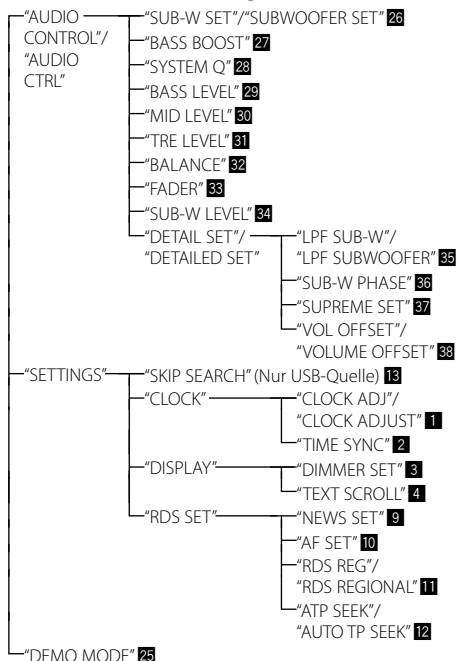 “AUDIO CONTROL”/ “AUDIO CTRL”
“SUB-W SET”/“SUBWOOFER SET” 26
“BASS BOOST” 27
“SYSTEM Q” 28
“BASS LEVEL” 29
“MID LEVEL” 30
“TRE LEVEL” 31
“BALANCE” 32
“FADER” 33
“SUB-W LEVEL” 34
“DETAIL SET”/
“DETAILED SET”
“LPF SUB-W”/
“LPF SUBWOOFER” 35
“SUB-W PHASE” 36
“SUPREME SET” 37
“VOL OFFSET”/
“VOLUME OFFSET” 38
“SETTINGS”
“SKIP SEARCH” (Nur USB-Quelle) 13
“CLOCK”
“CLOCK ADJ”/
“CLOCK ADJUST” 1
“TIME SYNC” 2
“DISPLAY”
“DIMMER SET” 3
“TEXT SCROLL” 4
“RDS SET”
“NEWS SET” 9
“AF SET” 10
“RDS REG”/
“RDS REGIONAL” 11
“ATP SEEK”/
“AUTO TP SEEK” 12
“DEMO MODE” 25